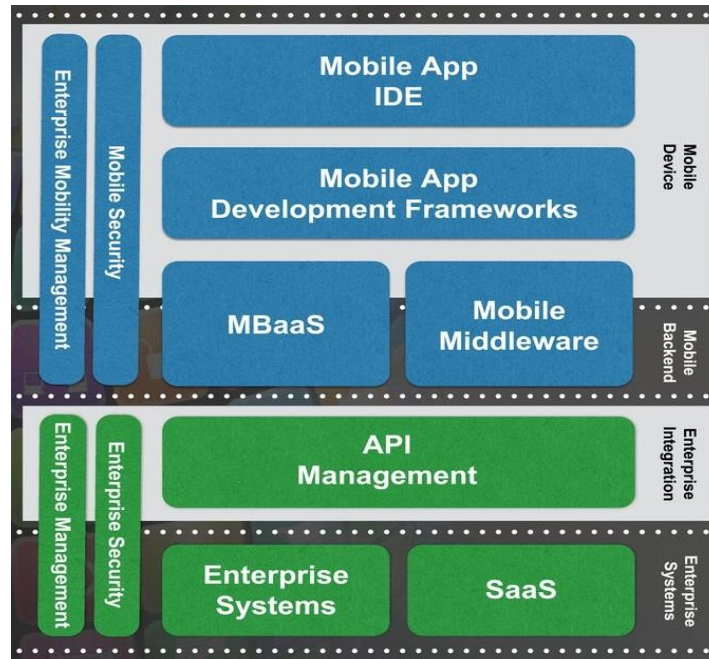 Enterprise Mobility Management
Mobile Security
Mobile App
IDE
Mobile
Device
Mobile App
Development Frameworks
MBaaS
Mobile
Middleware
Mobile
Backend
Enterprise Management
Enterprise Security
API
Management
Enterprise
Integration
Enterprise
Systems
SaaS
Enterprise
Systems